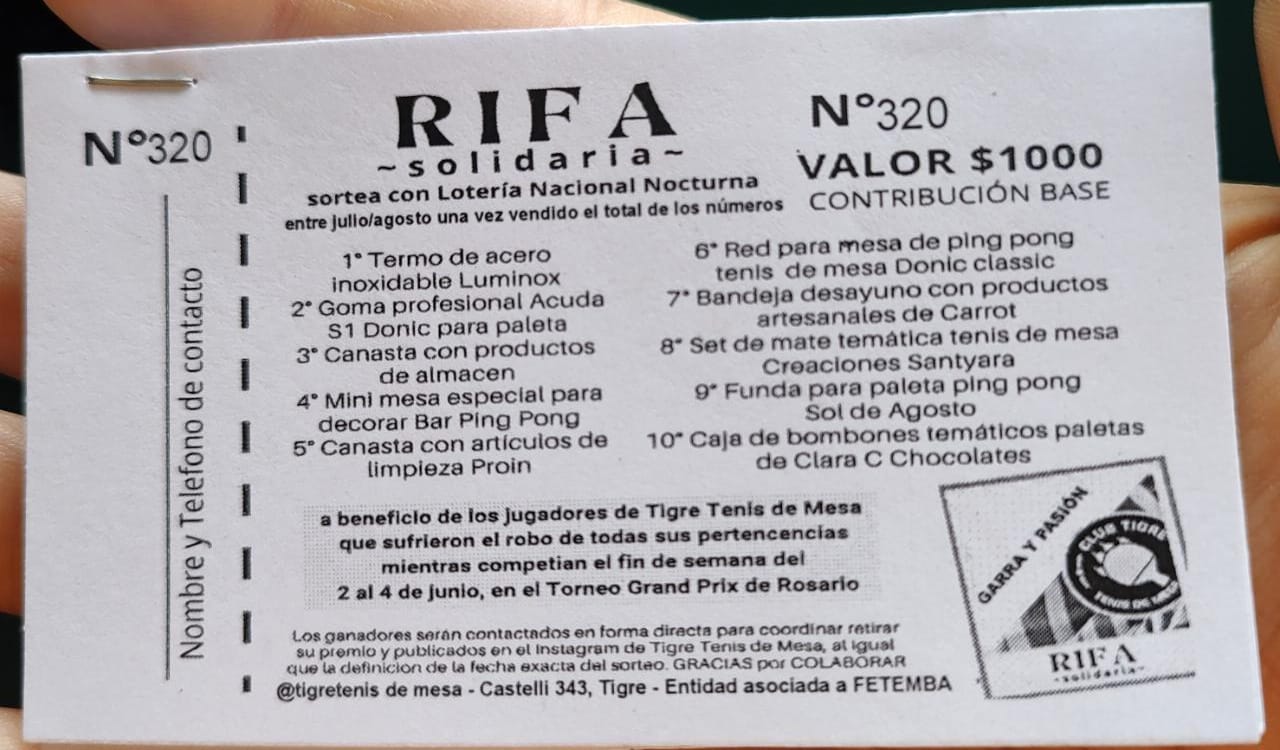 Nº320
Nombre y Telefono de contacto
RIFA
~solidaria~
sortea con Lotería Nacional Nocturna
entre julio/agosto una vez vendido el total de los números
Nº320
VALOR $1000
CONTRIBUCIÓN BASE
1° Termo de acero
inoxidable Luminox
2° Goma profesional Acuda
S1 Donic para paleta
3° Canasta con productos
de almacen
4° Mini mesa especial para
decorar Bar Ping Pong
5° Canasta con artículos de
limpieza Proin
6° Red para mesa de ping pong
tenis de mesa Donic classic
7° Bandeja desayuno con productos
artesanales de Carrot
8° Set de mate temática tenis de mesa
Creaciones Santyara
9° Funda para paleta ping pong
Sol de Agosto
10° Caja de bombones temáticos paletas
de Clara C Chocolates
a beneficio de los jugadores de Tigre Tenis de Mesa
que sufrieron el robo de todas sus pertencencias
mientras competian el fin de semana del
2 al 4 de junio, en el Torneo Grand Prix de Rosario
Los ganadores serán contactados en forma directa para coordinar retirar
su premio y publicados en el Instagram de Tigre Tenis de Mesa, al igual
que la definicion de la fecha exacta del sorteo. GRACIAS por COLABORAR
@tigretenis de mesa - Castelli 343, Tigre - Entidad asociada a FETEMBA
GARRA Y PASIÓN
CLUB TIGRE
TENIS DE MESA
RIFA
-solidaria-